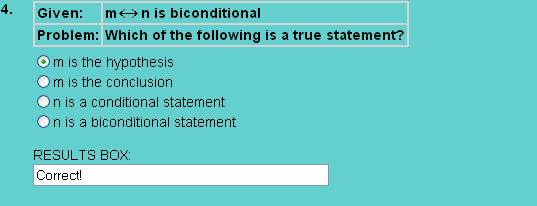 4.
Given: m↔n is biconditional
Problem: Which of the following is a true statement?
m is the hypothesis
m is the conclusion
n is a conditional statement
n is a biconditional statement
RESULTS BOX:
Correct!